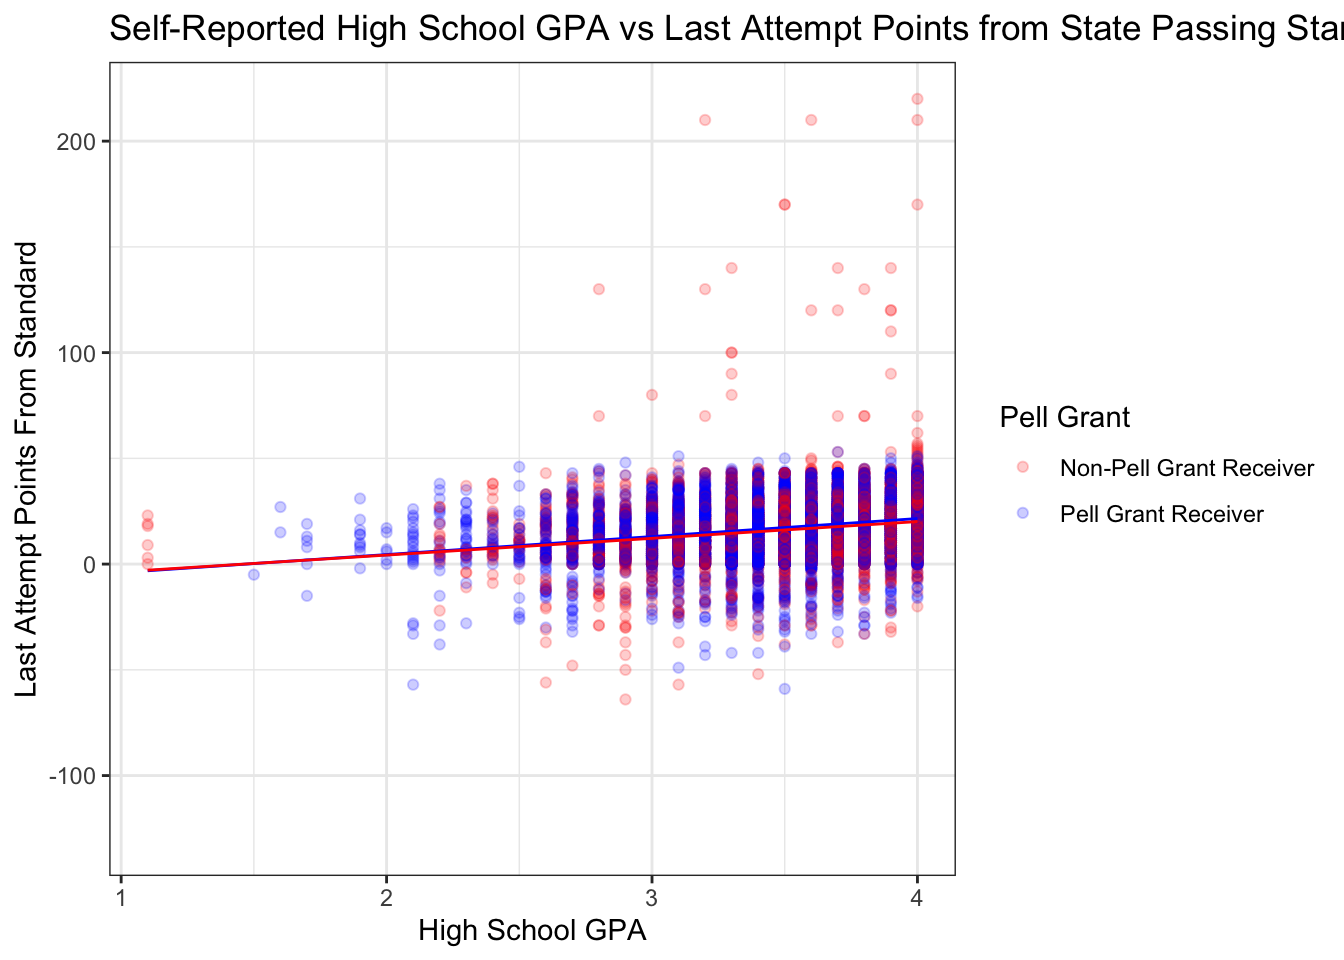 Self-Reported High School GPA vs Last Attempt Points from State Passing
Last Attempt Points From Standard
200
100
0
-100
1
2
3
4
High School GPA
Pell Grant
Non-Pell Grant Receiver
Pell Grant Receiver